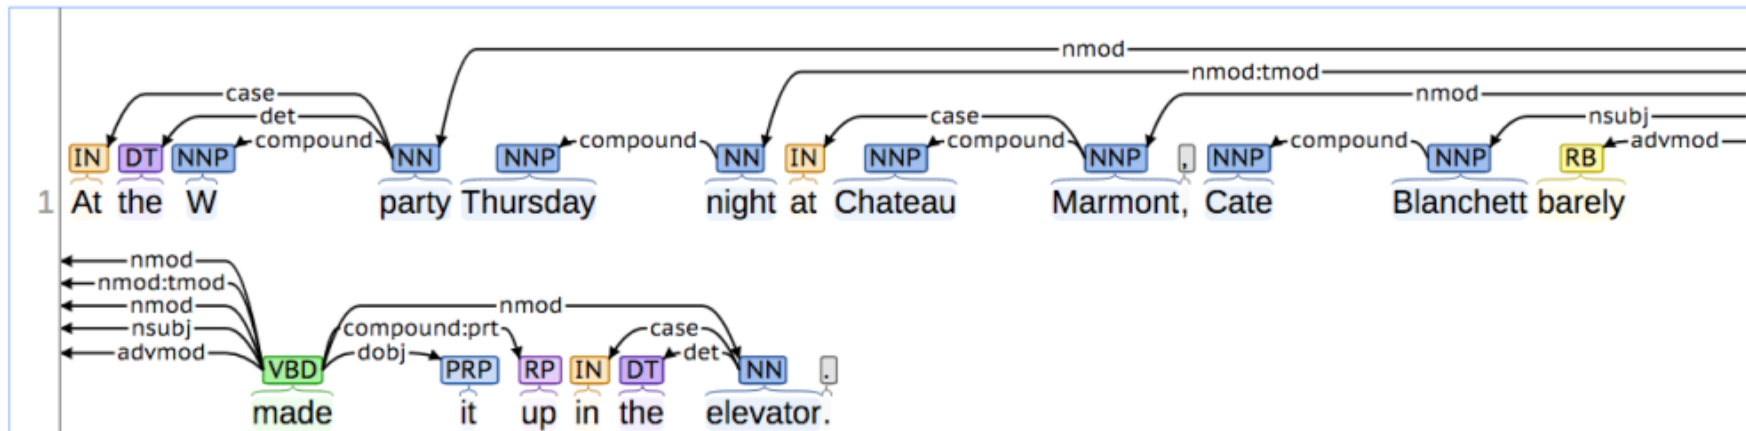 nmod
nmod:tmod
case nmod
det case nsubj
compound compound compound compound advmod
IN DT NNP NN NNP NN IN NNP NNP , NNP NNP RB
1 At the W party Thursday night at Chateau Marmont, Cate Blanchett barely
nmod
nmod:tmod
nmod nmod
nsubj compound:prt case
advmod dobj det
VBD PRP RP IN DT NN .
made it up in the elevator.